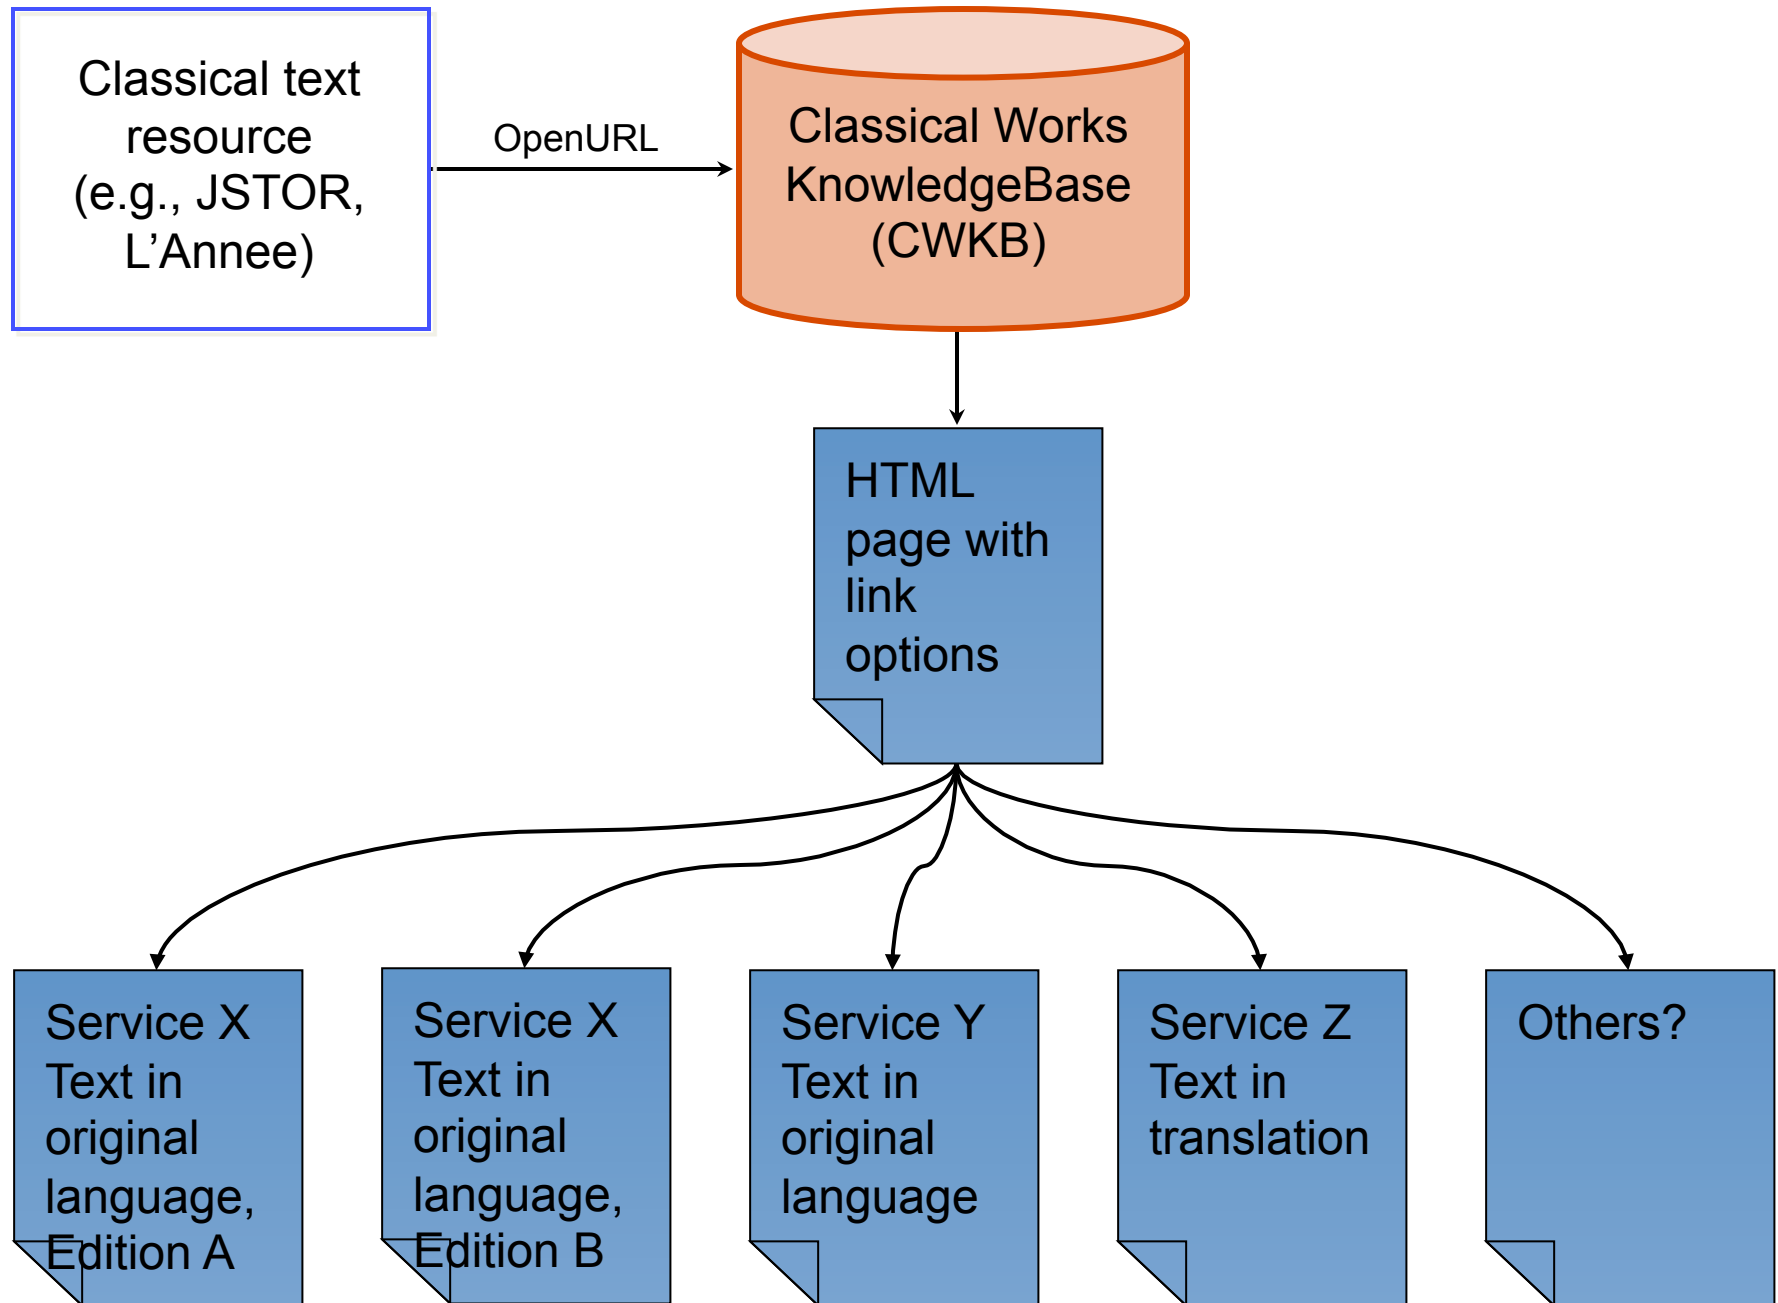 Classical text
resource
(e.g., JSTOR,
L’Annee)
OpenURL
Classical Works
KnowledgeBase
(CWKB)
HTML
page with
link
options
Service X
Text in
original
language,
Edition A
Service X
Text in
original
language,
Edition B
Service Y
Text in
original
language
Service Z
Text in
translation
Others?